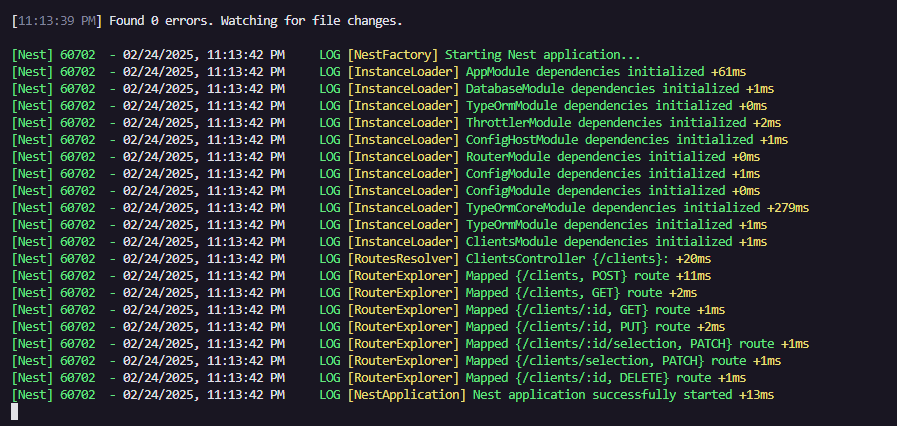 [11:13:39 PM] Found 0 errors. Watching for file changes.
[Nest] 60702  - 02/24/2025, 11:13:42 PM     LOG [NestFactory] Starting Nest application...
[Nest] 60702  - 02/24/2025, 11:13:42 PM     LOG [InstanceLoader] AppModule dependencies initialized +61ms
[Nest] 60702  - 02/24/2025, 11:13:42 PM     LOG [InstanceLoader] DatabaseModule dependencies initialized +1ms
[Nest] 60702  - 02/24/2025, 11:13:42 PM     LOG [InstanceLoader] TypeOrmModule dependencies initialized +0ms
[Nest] 60702  - 02/24/2025, 11:13:42 PM     LOG [InstanceLoader] ThrottlerModule dependencies initialized +2ms
[Nest] 60702  - 02/24/2025, 11:13:42 PM     LOG [InstanceLoader] ConfigHostModule dependencies initialized +1ms
[Nest] 60702  - 02/24/2025, 11:13:42 PM     LOG [InstanceLoader] RouterModule dependencies initialized +0ms
[Nest] 60702  - 02/24/2025, 11:13:42 PM     LOG [InstanceLoader] ConfigModule dependencies initialized +1ms
[Nest] 60702  - 02/24/2025, 11:13:42 PM     LOG [InstanceLoader] ConfigModule dependencies initialized +0ms
[Nest] 60702  - 02/24/2025, 11:13:42 PM     LOG [InstanceLoader] TypeOrmCoreModule dependencies initialized +279ms
[Nest] 60702  - 02/24/2025, 11:13:42 PM     LOG [InstanceLoader] TypeOrmModule dependencies initialized +1ms
[Nest] 60702  - 02/24/2025, 11:13:42 PM     LOG [InstanceLoader] ClientsModule dependencies initialized +1ms
[Nest] 60702  - 02/24/2025, 11:13:42 PM     LOG [RoutesResolver] ClientsController {/clients}: +20ms
[Nest] 60702  - 02/24/2025, 11:13:42 PM     LOG [RouterExplorer] Mapped {/clients, POST} route +11ms
[Nest] 60702  - 02/24/2025, 11:13:42 PM     LOG [RouterExplorer] Mapped {/clients, GET} route +2ms
[Nest] 60702  - 02/24/2025, 11:13:42 PM     LOG [RouterExplorer] Mapped {/clients/:id, GET} route +1ms
[Nest] 60702  - 02/24/2025, 11:13:42 PM     LOG [RouterExplorer] Mapped {/clients/:id, PUT} route +2ms
[Nest] 60702  - 02/24/2025, 11:13:42 PM     LOG [RouterExplorer] Mapped {/clients/:id/selection, PATCH} route +1ms
[Nest] 60702  - 02/24/2025, 11:13:42 PM     LOG [RouterExplorer] Mapped {/clients/selection, PATCH} route +1ms
[Nest] 60702  - 02/24/2025, 11:13:42 PM     LOG [RouterExplorer] Mapped {/clients/:id, DELETE} route +1ms
[Nest] 60702  - 02/24/2025, 11:13:42 PM     LOG [NestApplication] Nest application successfully started +13ms